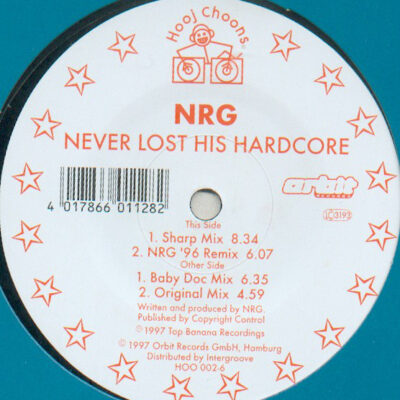 Hooj Choons
NRG
NEVER LOST HIS HARDCORE
4 017866 011282
orbit
RECORDS
LC 3193
This Side
1. Sharp Mix 8.34
2. NRG '96 Remix 6.07
Other Side
1. Baby Doc Mix 6.35
2. Original Mix 4.59
Written and produced by NRG.
Published by Copyright Control
℗ 1997 Top Banana Recordings
© 1997 Orbit Records GmbH, Hamburg
Distributed by Intergroove
HOO 002-6